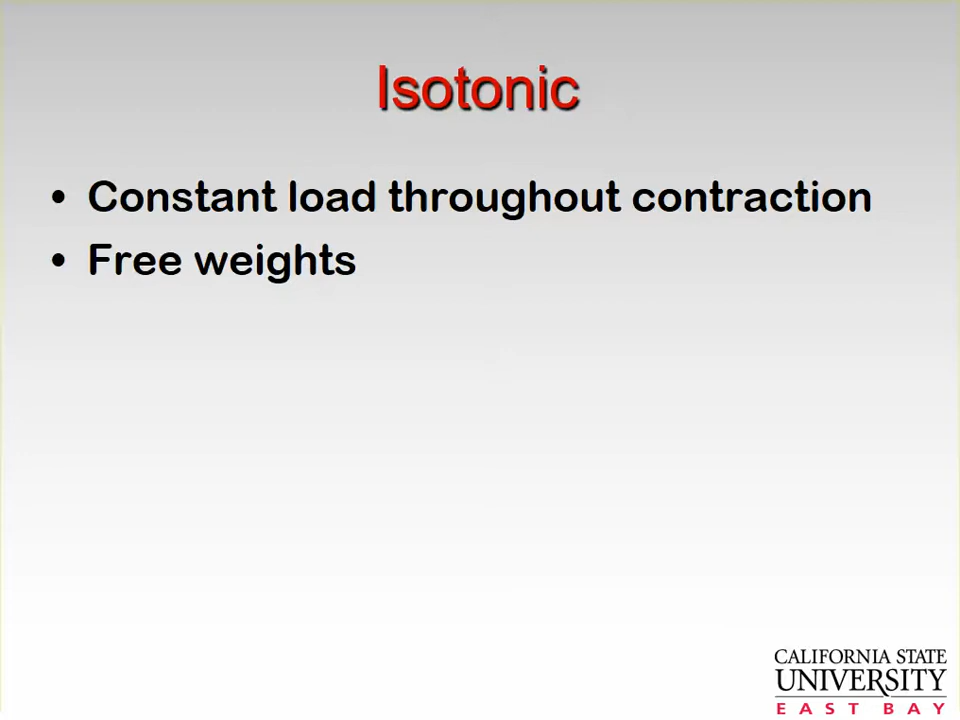 Isotonic
• Constant load throughout contraction
• Free weights
CALIFORNIA STATE
UNIVERSITY
EAST BAY